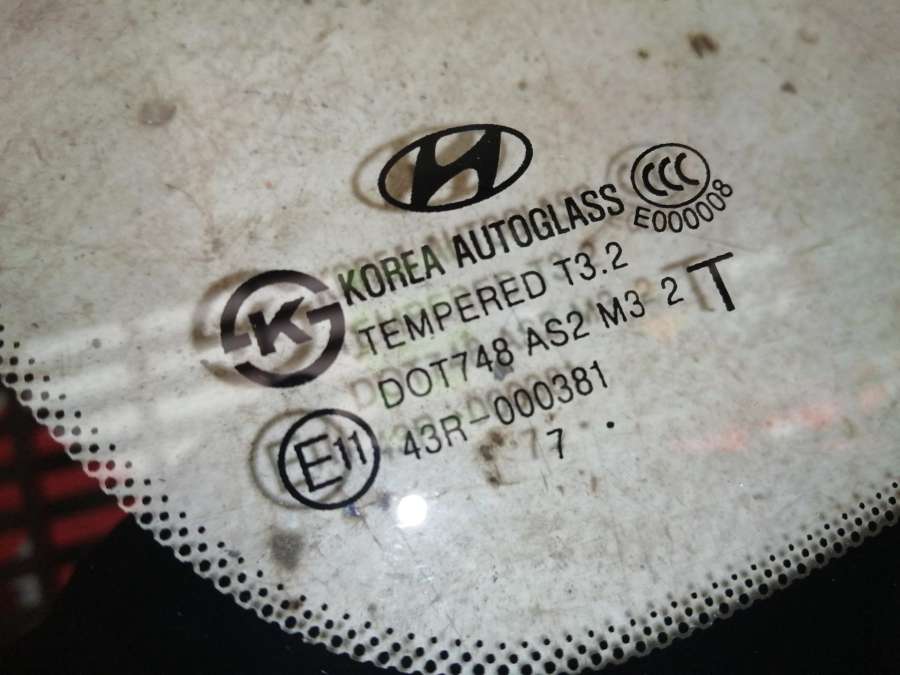 CCC
E000008
KOREA AUTOGLASS
K
TEMPERED T3.2
DOT748 AS2 M3 2 T
E11 43R-000381
7 .